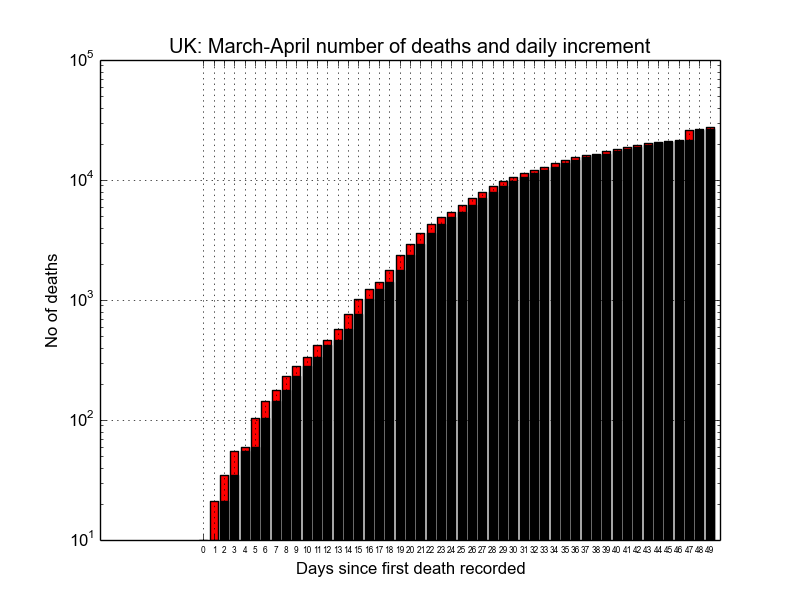 UK: March-April number of deaths and daily increment
10^5
10^4
10^3
10^2
10^1
No of deaths
0 1 2 3 4 5 6 7 8 9 10 11 12 13 14 15 16 17 18 19 20 21 22 23 24 25 26 27 28 29 30 31 32 33 34 35 36 37 38 39 40 41 42 43 44 45 46 47 48 49
Days since first death recorded